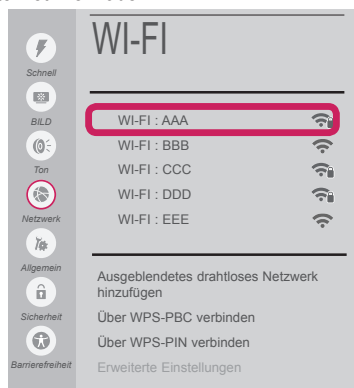 WI-FI
Schnell
BILD
Ton
Netzwerk
Allgemein
Sicherheit
Barrierefreiheit
WI-FI : AAA
WI-FI : BBB
WI-FI : CCC
WI-FI : DDD
WI-FI : EEE
Ausgeblendetes drahtloses Netzwerk
hinzufügen
Über WPS-PBC verbinden
Über WPS-PIN verbinden
Erweiterte Einstellungen